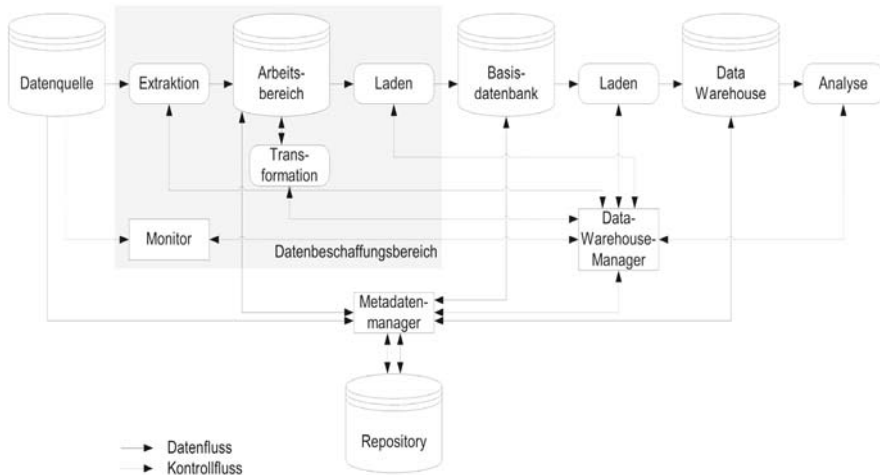 Datenquelle
Extraktion
Arbeits-
bereich
Laden
Basis-
datenbank
Laden
Data
Warehouse
Analyse
Trans-
formation
Monitor
Datenbeschaffungsbereich
Data-
Warehouse-
Manager
Metadaten-
manager
Repository
Datenfluss
Kontrollfluss